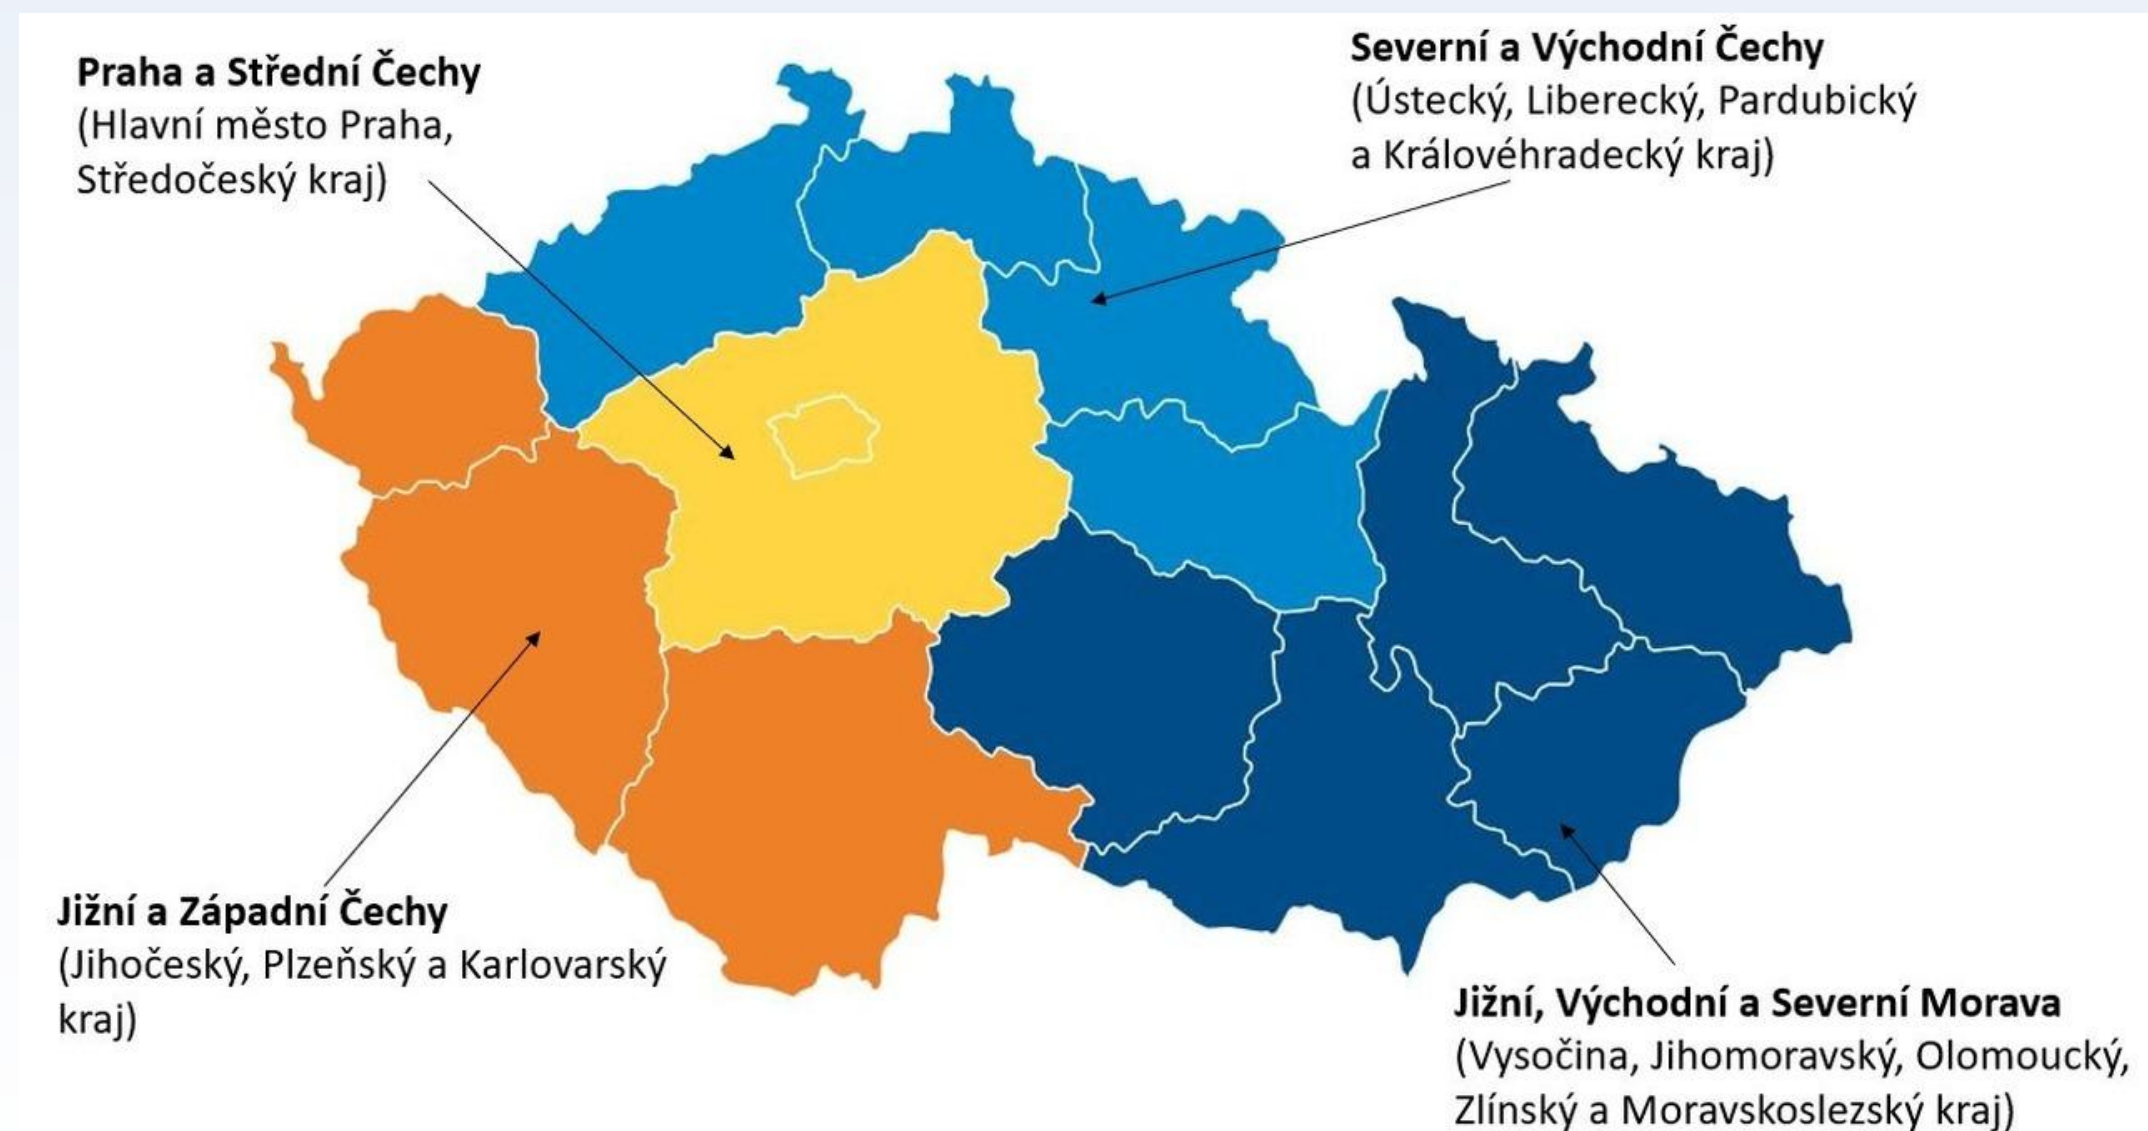 Praha a Střední Čechy
(Hlavní město Praha,
Středočeský kraj)
Severní a Východní Čechy
(Ústecký, Liberecký, Pardubický
a Královéhradecký kraj)
Jižní a Západní Čechy
(Jihočeský, Plzeňský a Karlovarský
kraj)
Jižní, Východní a Severní Morava
(Vysočina, Jihomoravský, Olomoucký,
Zlínský a Moravskoslezský kraj)